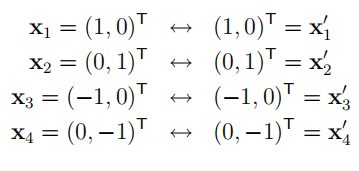 x₁ = (1, 0)ᵀ ↔ (1, 0)ᵀ = x′₁
x₂ = (0, 1)ᵀ ↔ (0, 1)ᵀ = x′₂
x₃ = (−1, 0)ᵀ ↔ (−1, 0)ᵀ = x′₃
x₄ = (0, −1)ᵀ ↔ (0, −1)ᵀ = x′₄